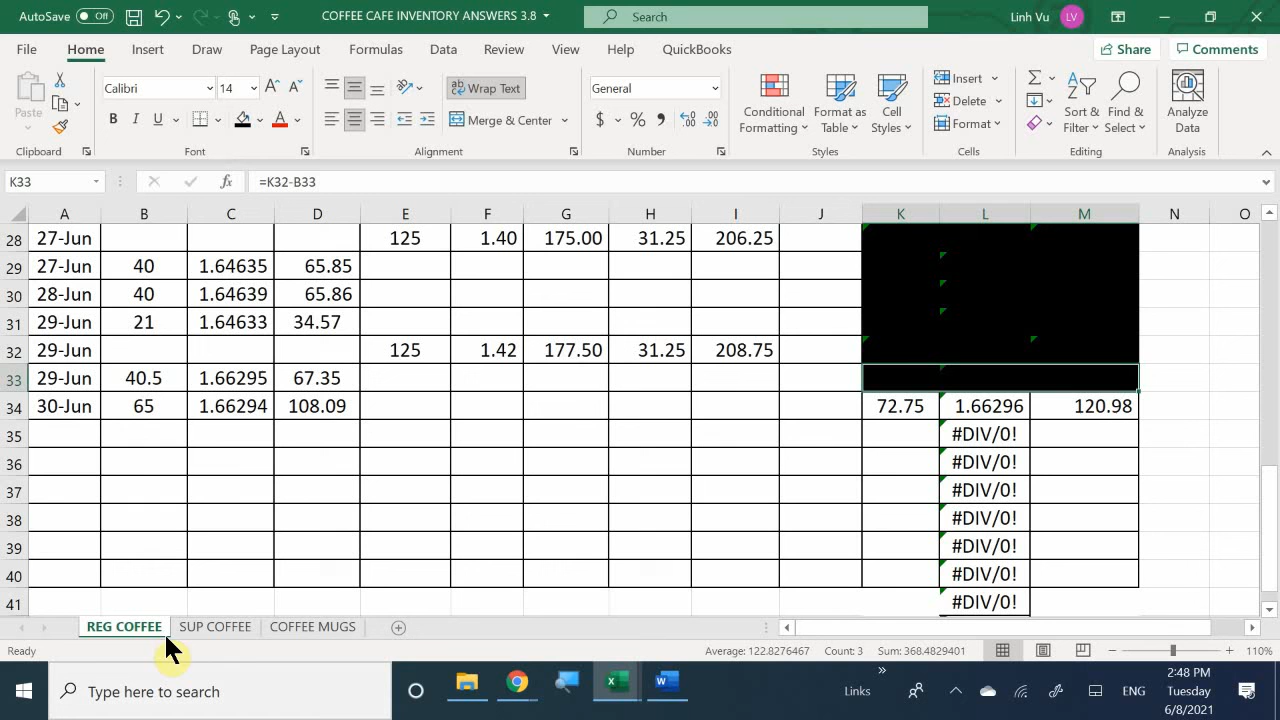 AutoSave Off COFFEE CAFE INVENTORY ANSWERS 3.8 Search Linh Vu LV
File Home Insert Draw Page Layout Formulas Data Review View Help QuickBooks Share Comments
Paste Calibri 14 Wrap Text General Conditional Formatting Format as Table Cell Styles Insert Sort & Filter Find & Select Analyze Data
B I U A Merge & Center $ % Delete
Format
Clipboard Font Alignment Number Styles Cells Editing Analysis
K33 fx =K32-B33
A B C D E F G H I J K L M N O
28 27-Jun 125 1.40 175.00 31.25 206.25
29 27-Jun 40 1.64635 65.85
30 28-Jun 40 1.64639 65.86
31 29-Jun 21 1.64633 34.57
32 29-Jun 125 1.42 177.50 31.25 208.75
33 29-Jun 40.5 1.66295 67.35
34 30-Jun 65 1.66294 108.09 72.75 1.66296 120.98
35 #DIV/0!
36 #DIV/0!
37 #DIV/0!
38 #DIV/0!
39 #DIV/0!
40 #DIV/0!
41 #DIV/0!
REG COFFEE SUP COFFEE COFFEE MUGS
Ready Average: 122.8276467 Count: 3 Sum: 368.4829401 110%
Type here to search Links ENG 2:48 PM
Tuesday
6/8/2021